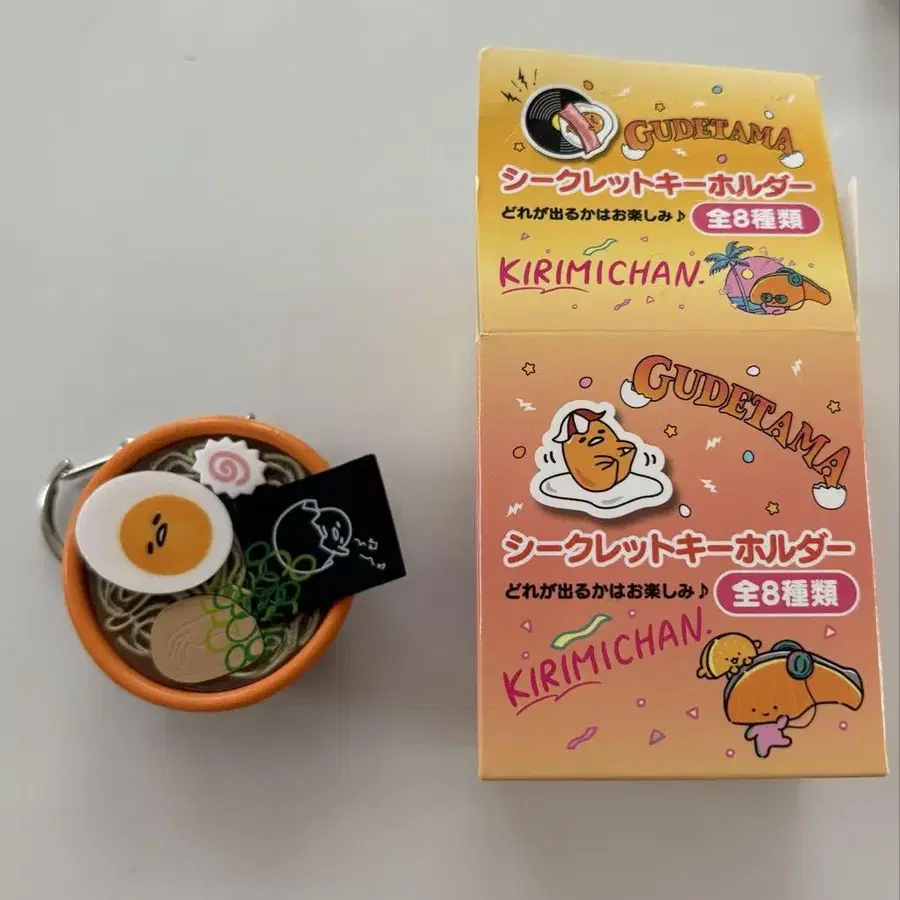 GUDETAMA
シークレットキーホルダー
どれが出るかはお楽しみ♪
全8種類
KIRIMICHAN.
GUDETAMA
シークレットキーホルダー
どれが出るかはお楽しみ♪
全8種類
KIRIMICHAN.